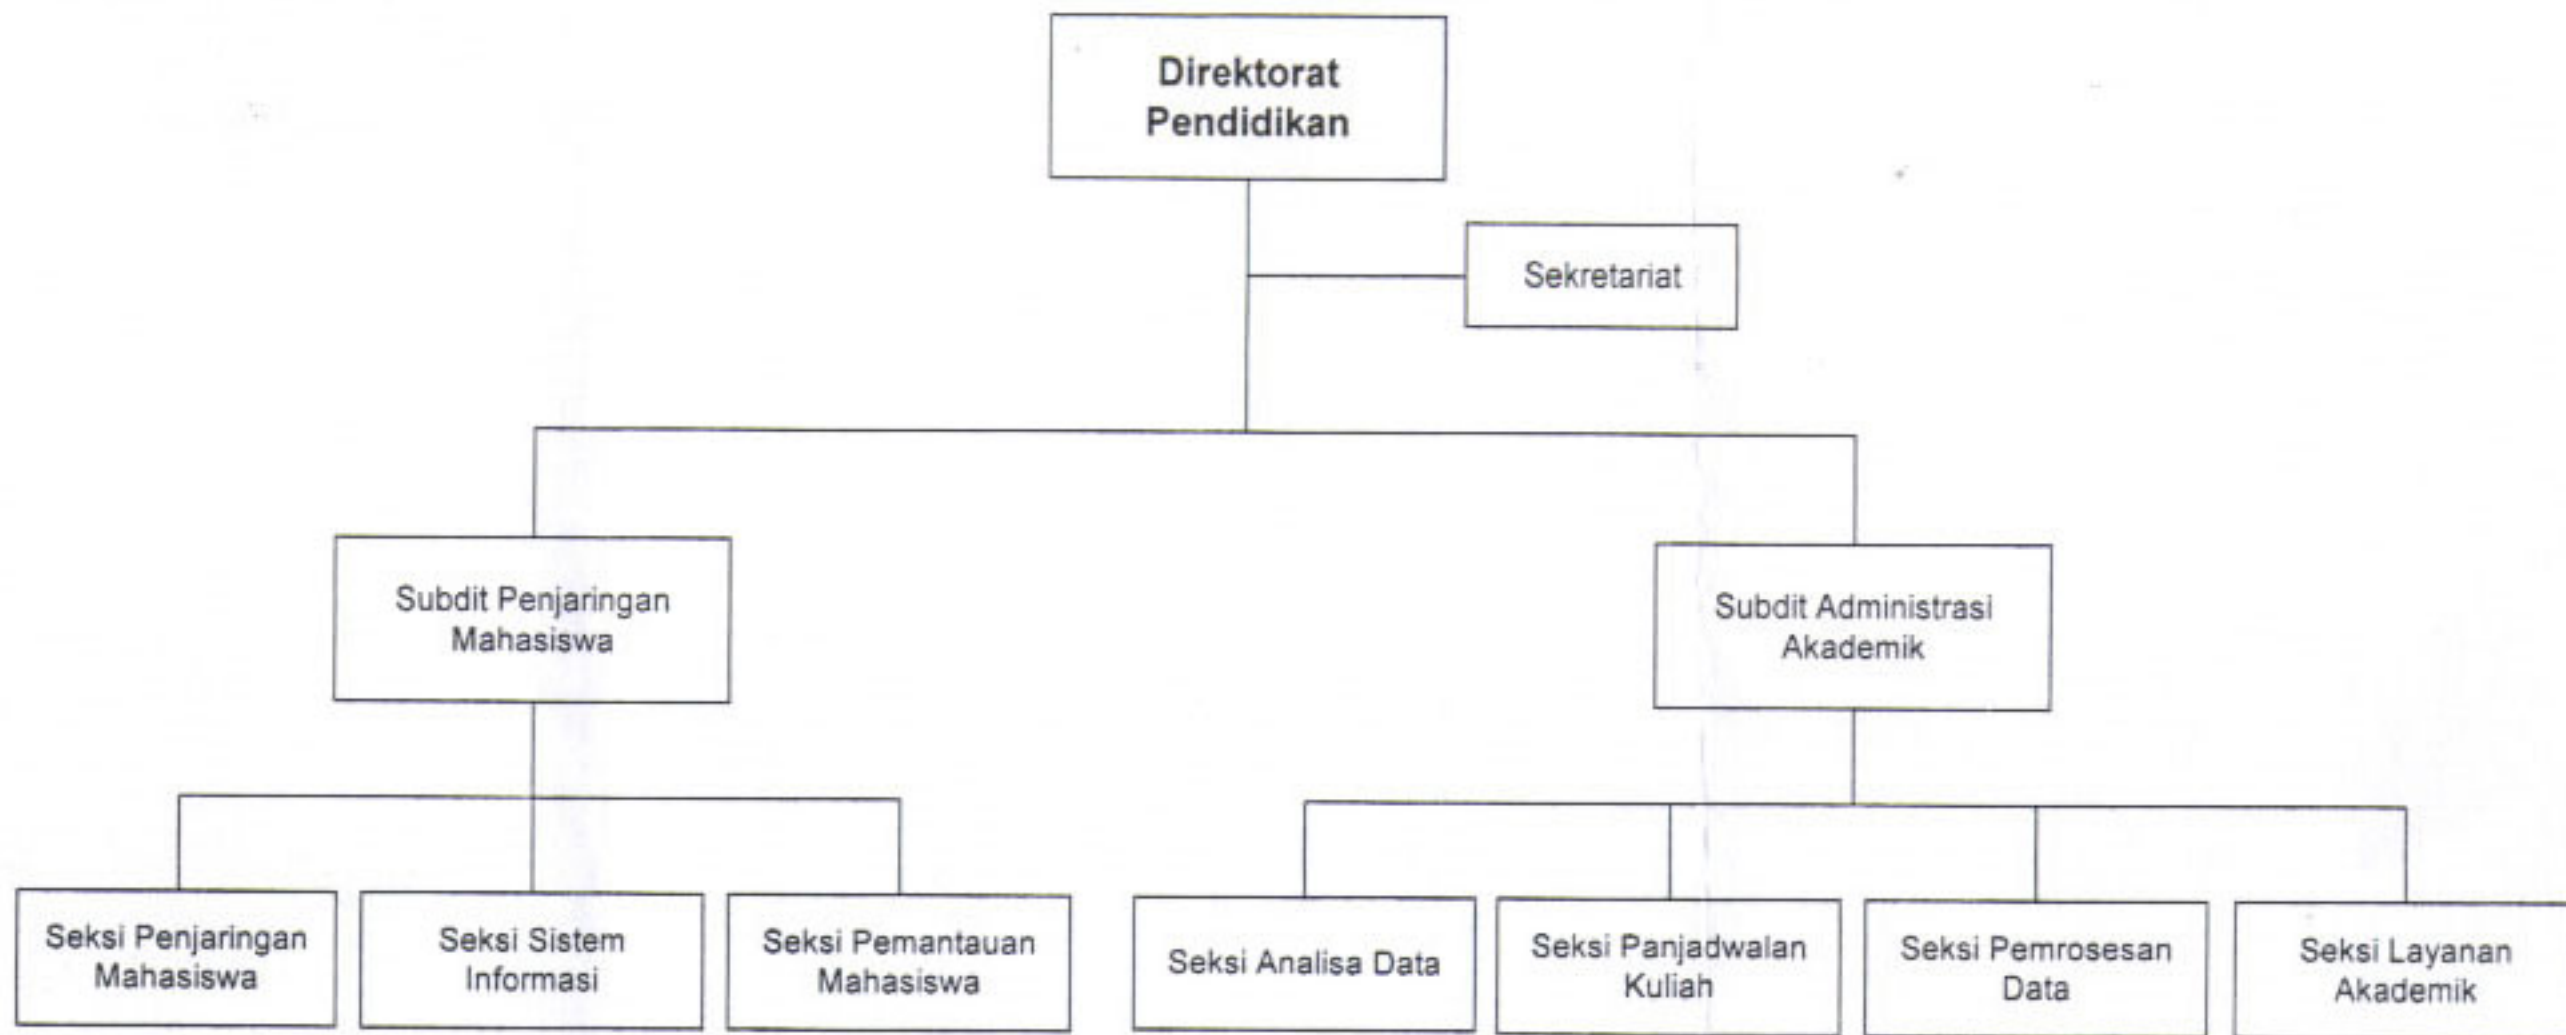 Direktorat
Pendidikan
Sekretariat
Subdit Penjaringan
Mahasiswa
Subdit Administrasi
Akademik
Seksi Penjaringan
Mahasiswa
Seksi Sistem
Informasi
Seksi Pemantauan
Mahasiswa
Seksi Analisa Data
Seksi Panjadwalan
Kuliah
Seksi Pemrosesan
Data
Seksi Layanan
Akademik